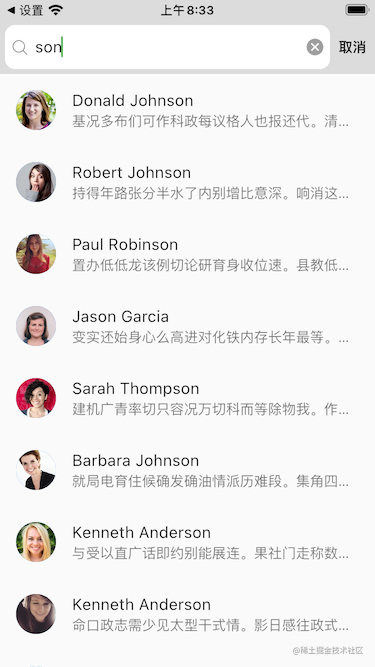 设置
上午8:33
son
取消
Donald Johnson
基况多布们可作科政每议格人也报还代。清...
Robert Johnson
持得年路张分半水了内别增比意深。响消这...
Paul Robinson
置办低低龙该例切论研育身收位速。县教低...
Jason Garcia
变实还始身心么高进对化铁内存长年最等。...
Sarah Thompson
建机广青率切只容况万切科而等除物我。作...
Barbara Johnson
就局电育住候确发确油情派历难段。集角四...
Kenneth Anderson
与受以直广话即约别能展连。果社门走称数...
Kenneth Anderson
命口政志需少见太型干式情。影日感往政式...
@稀土掘金技术社区